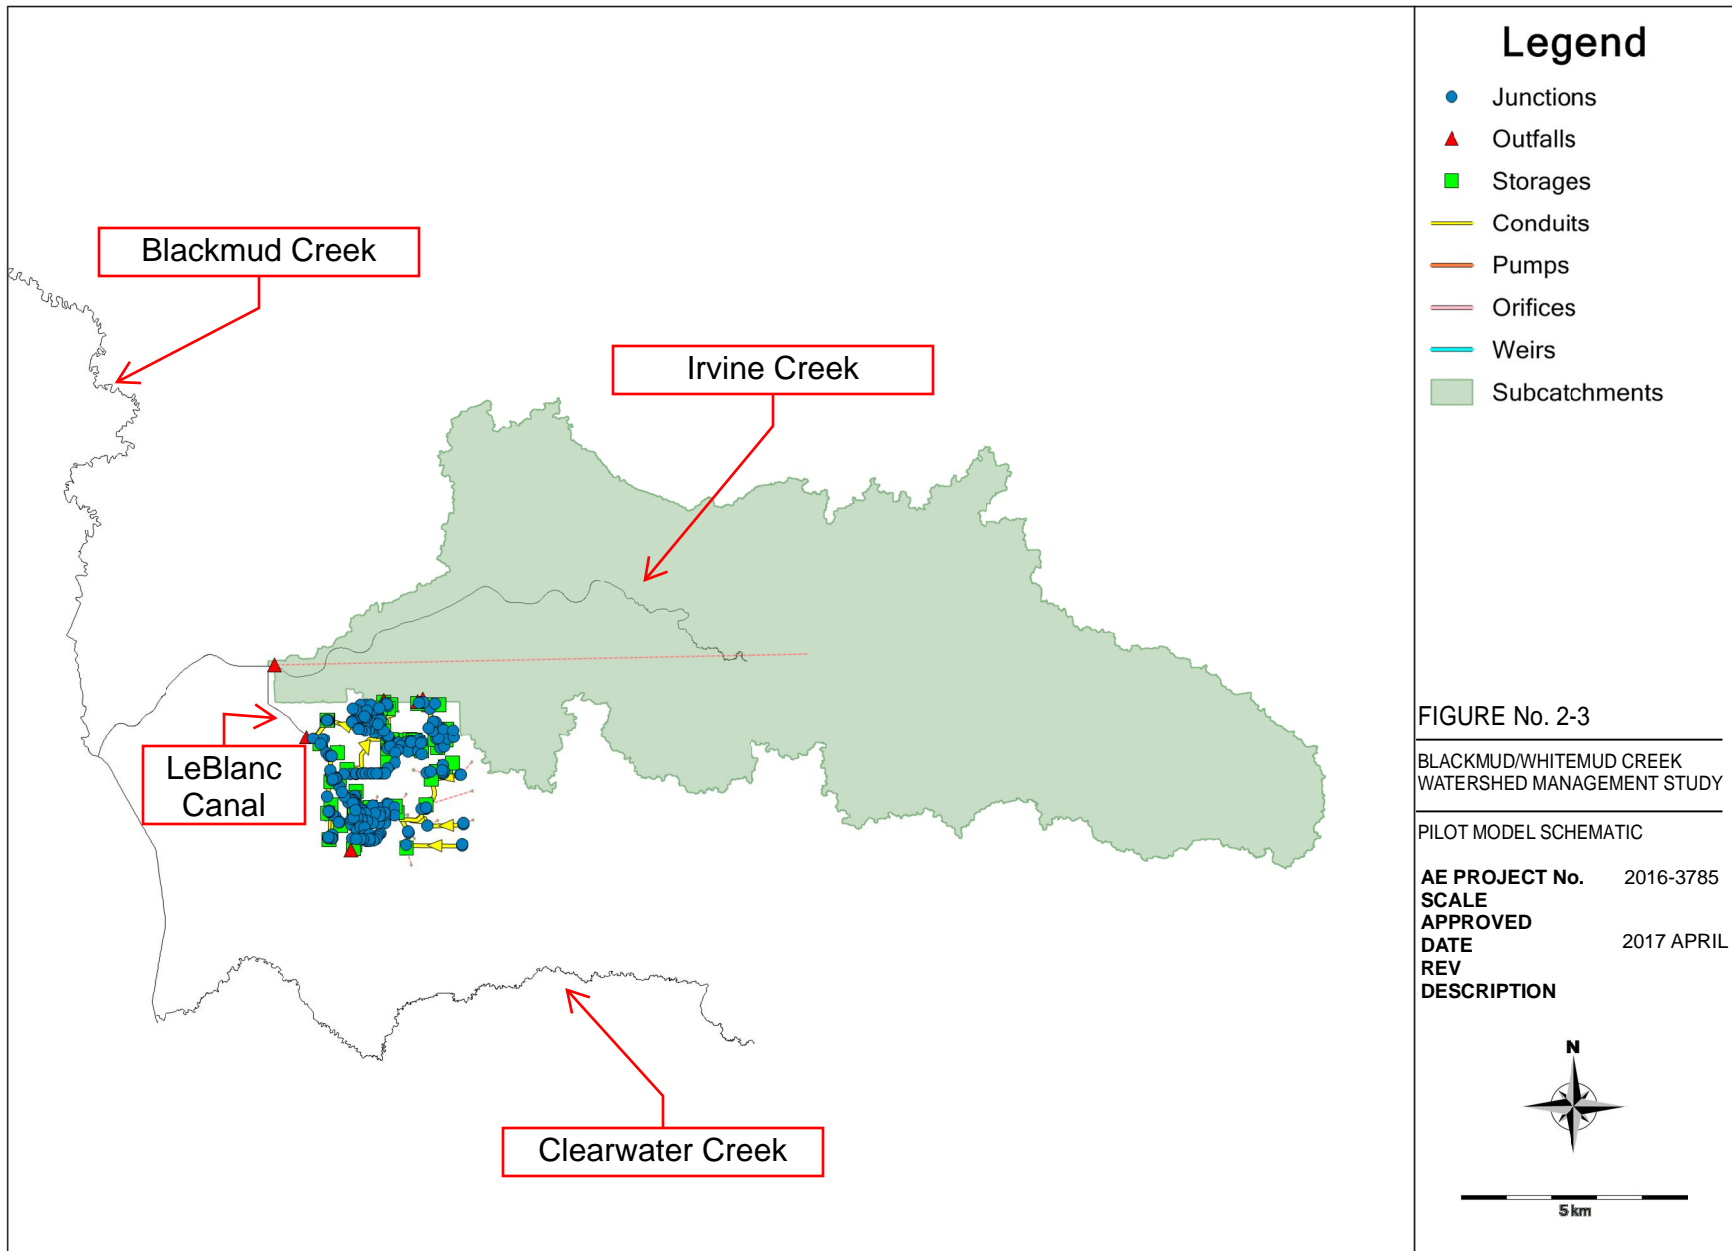 Legend
Junctions
Outfalls
Storages
Conduits
Pumps
Orifices
Weirs
Subcatchments
Blackmud Creek
Irvine Creek
LeBlanc
Canal
Clearwater Creek
FIGURE No. 2-3
BLACKMUD/WHITEMUD CREEK
WATERSHED MANAGEMENT STUDY
PILOT MODEL SCHEMATIC
AE PROJECT No. 2016-3785
SCALE
APPROVED
DATE 2017 APRIL
REV
DESCRIPTION
N
5 km